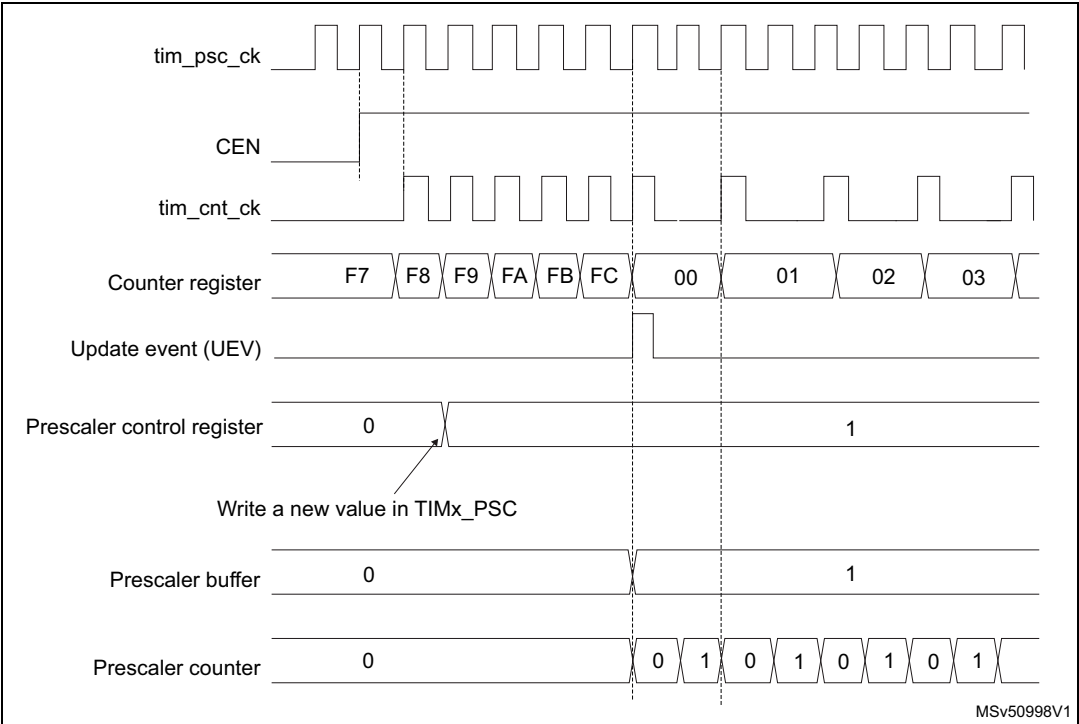 tim_psc_ck
CEN
tim_cnt_ck
Counter register F7 F8 F9 FA FB FC 00 01 02 03
Update event (UEV)
Prescaler control register 0 1
Write a new value in TIMx_PSC
Prescaler buffer 0 1
Prescaler counter 0 0 1 0 1 0 1 0 1
MSv50998V1